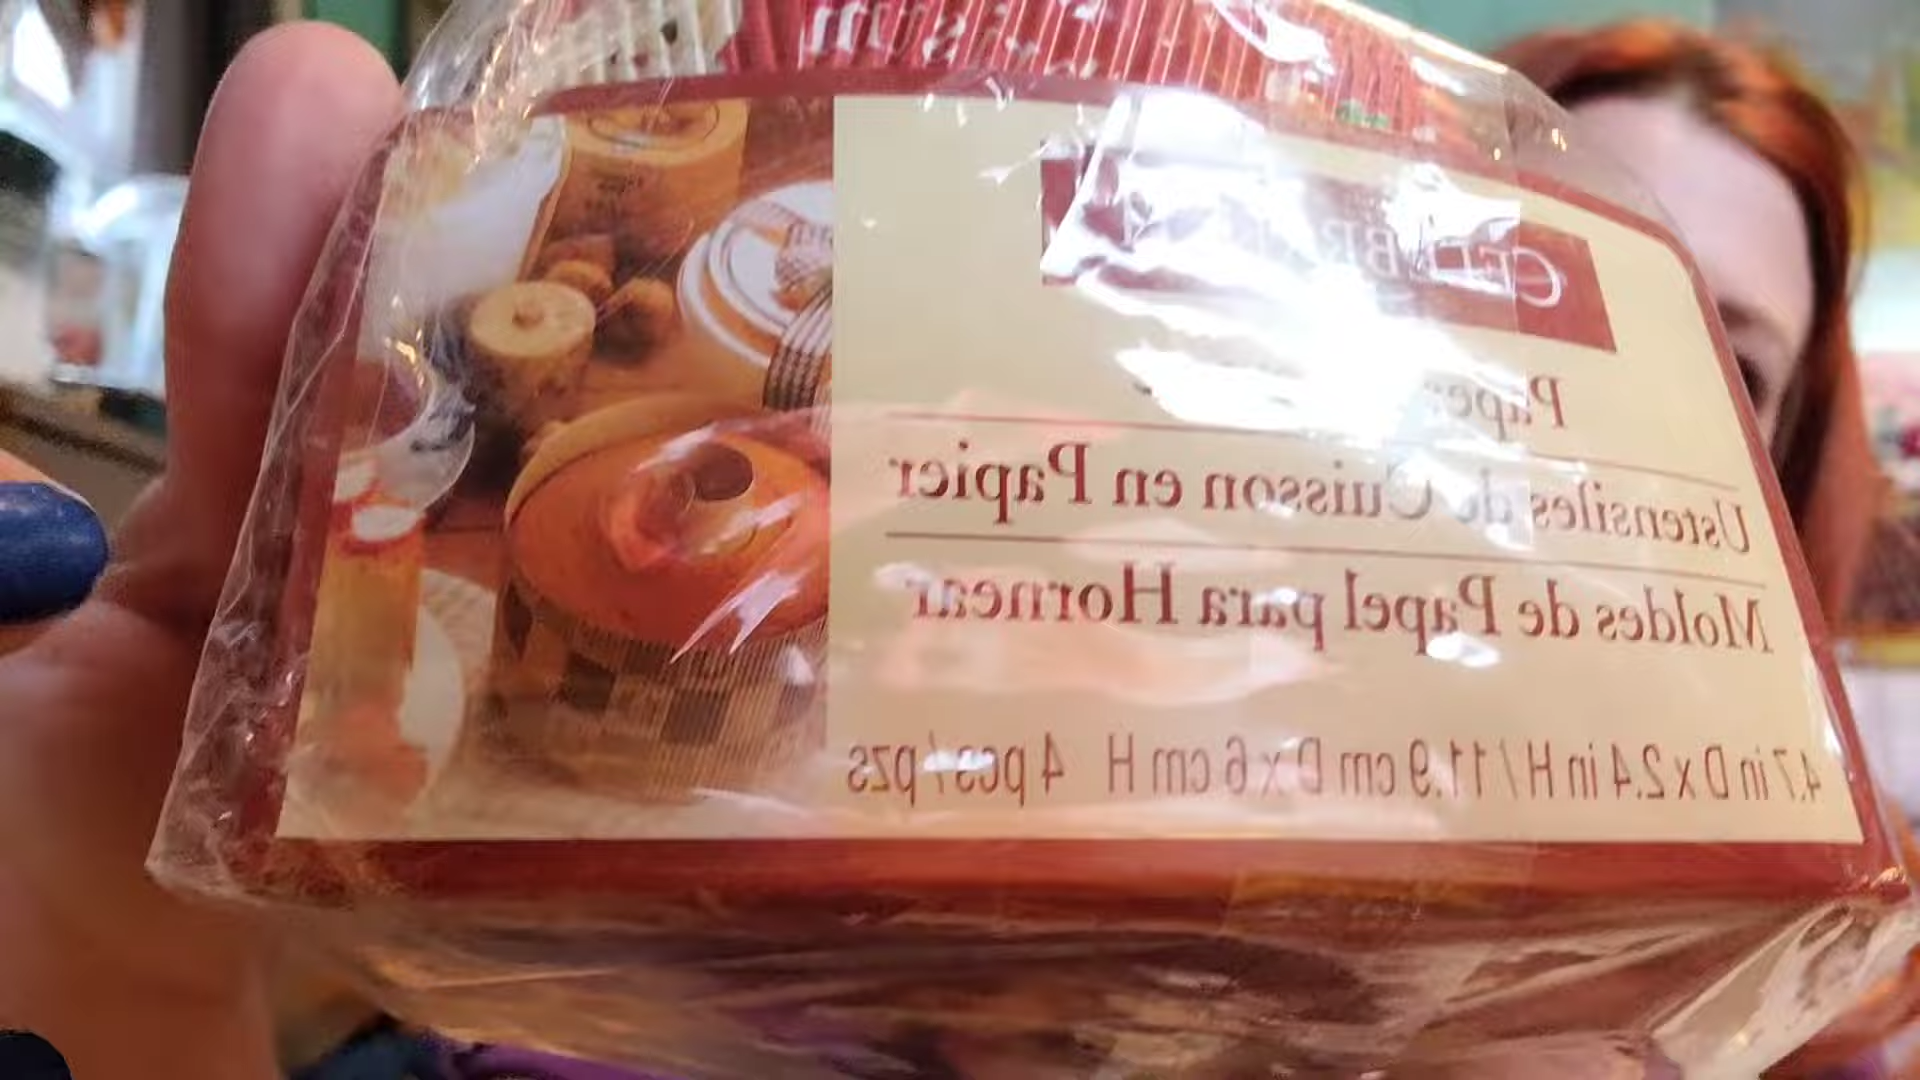 Ustensiles de Cuisson en Papier
Moldes de Papel para Hornear
4.7 in D x 2.4 in H / 11.9 cm D x 6 cm H 4 pcs / pzs